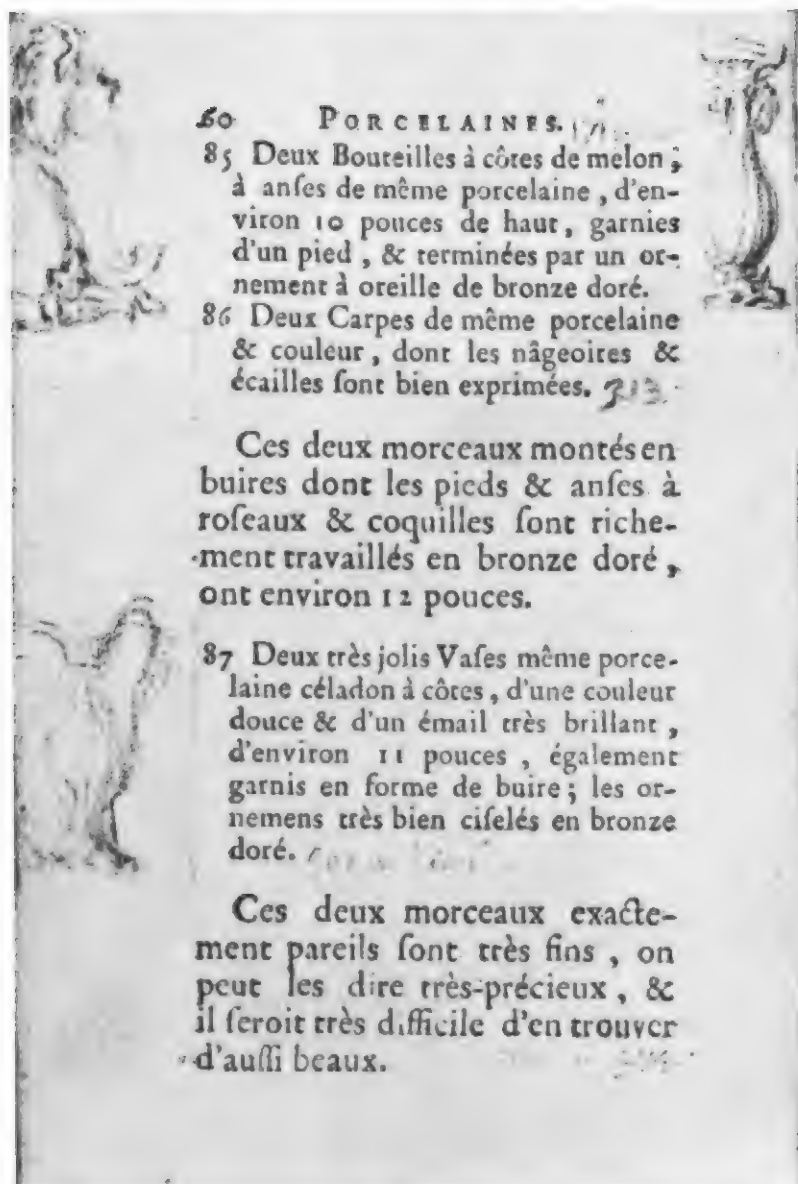 60 PORCELAINES.
85 Deux Bouteilles à côtes de melon ;
à anſes de même porcelaine , d'en-
viron 10 pouces de haut, garnies
d'un pied , & terminées par un or-
nement à oreille de bronze doré.
86 Deux Carpes de même porcelaine
& couleur , dont les nâgeoires &
écailles ſont bien exprimées.
Ces deux morceaux montés en
buires dont les pieds & anſes à
roſeaux & coquilles ſont riche-
ment travaillés en bronze doré ,
ont environ 12 pouces.
87 Deux très jolis Vaſes même porce-
laine céladon à côtes , d'une couleur
douce & d'un émail très brillant ,
d'environ 11 pouces , également
garnis en forme de buire ; les or-
nemens très bien ciſelés en bronze
doré.
Ces deux morceaux exacte-
ment pareils ſont très fins , on
peut les dire très-précieux , &
il ſeroit très difficile d'en trouver
d'auſſi beaux.